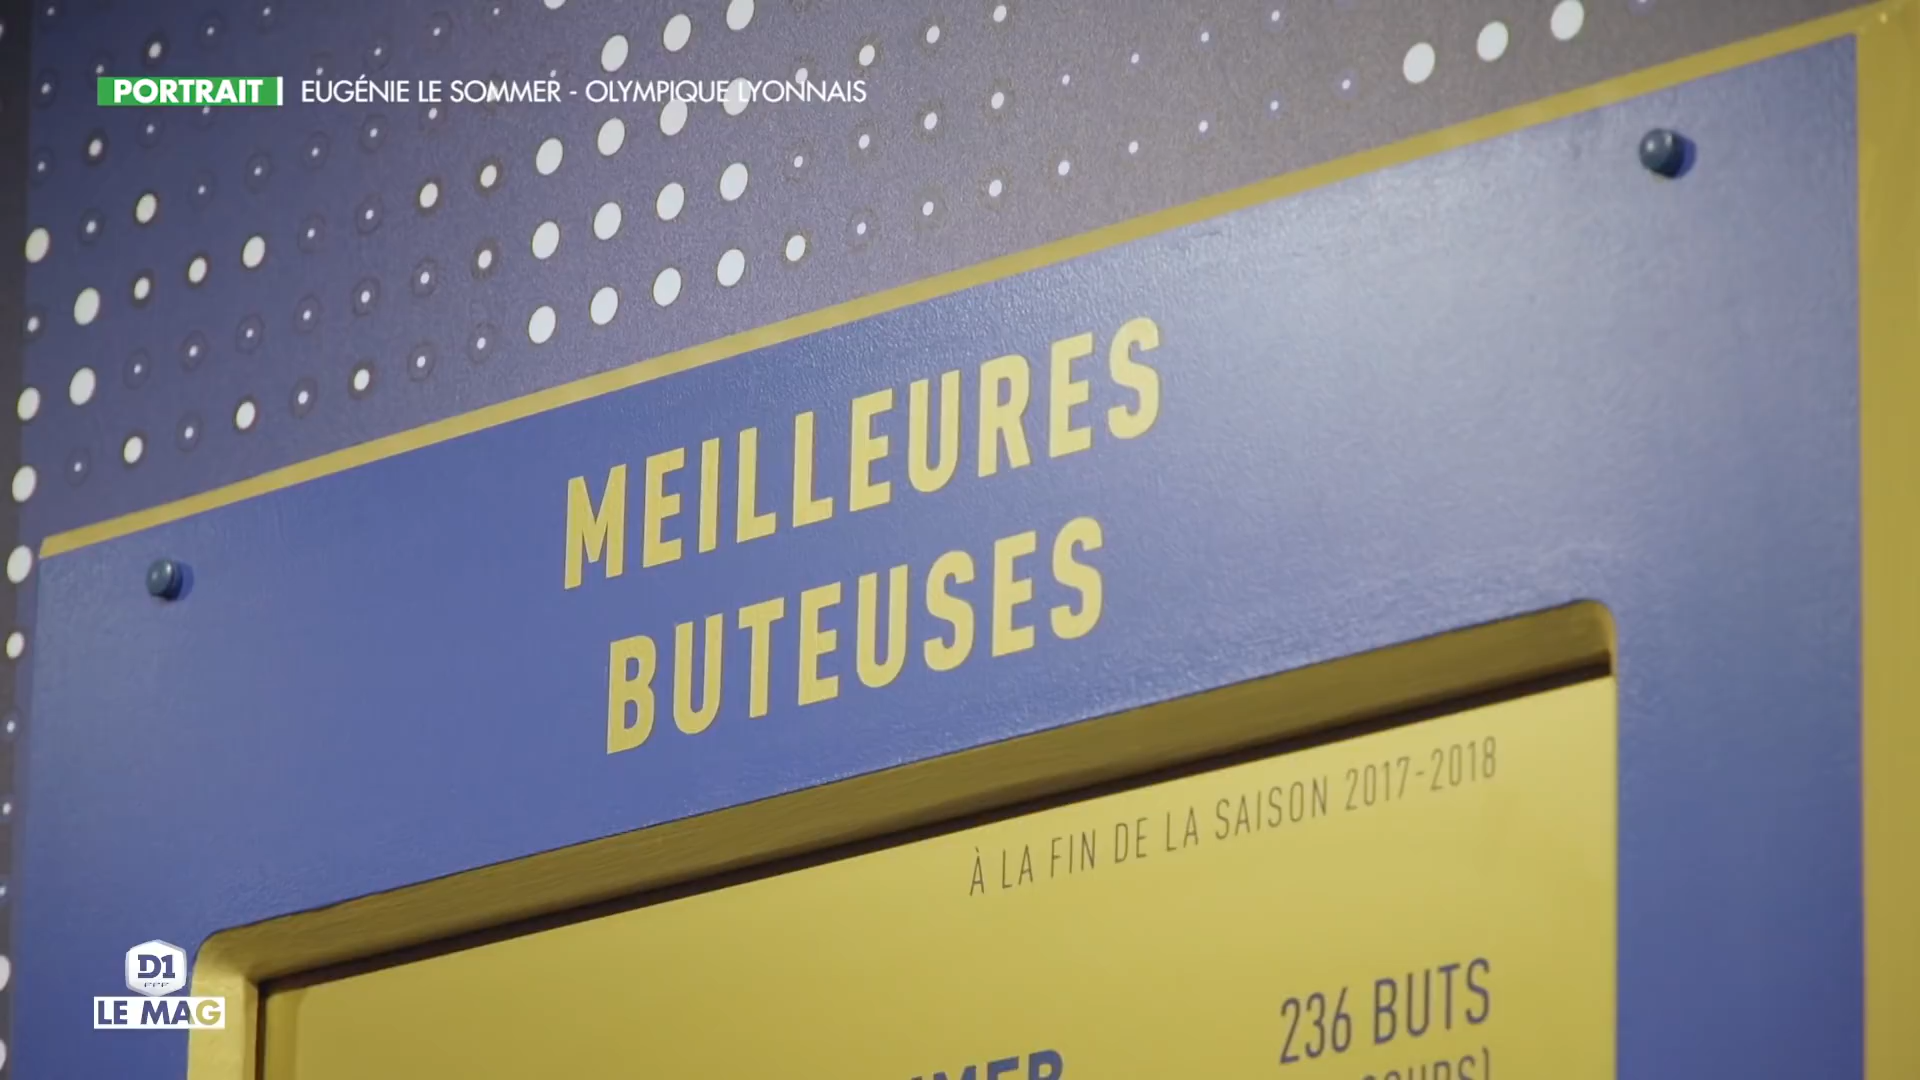 PORTRAIT EUGÉNIE LE SOMMER - OLYMPIQUE LYONNAIS
MEILLEURES
BUTEUSES
À LA FIN DE LA SAISON 2017-2018
236 BUTS
D1
LE MAG